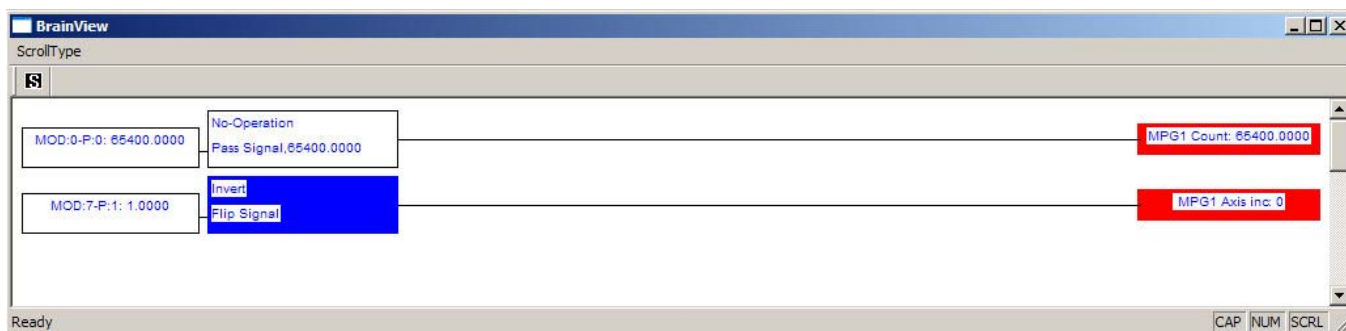 BrainView
ScrollType
S
MOD:0-P:0: 65400.0000
No-Operation
Pass Signal,65400.0000
MPG1 Count: 65400.0000
MOD:7-P:1: 1.0000
Invert
Flip Signal
MPG1 Axis inc: 0
Ready
CAP NUM SCRL